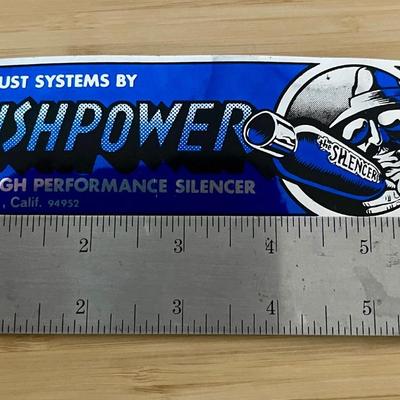 UST SYSTEMS BY
SHPOWER
GH PERFORMANCE SILENCER
, Calif. 94952
the SILENCER
2 3 4 5
2 3 4 5